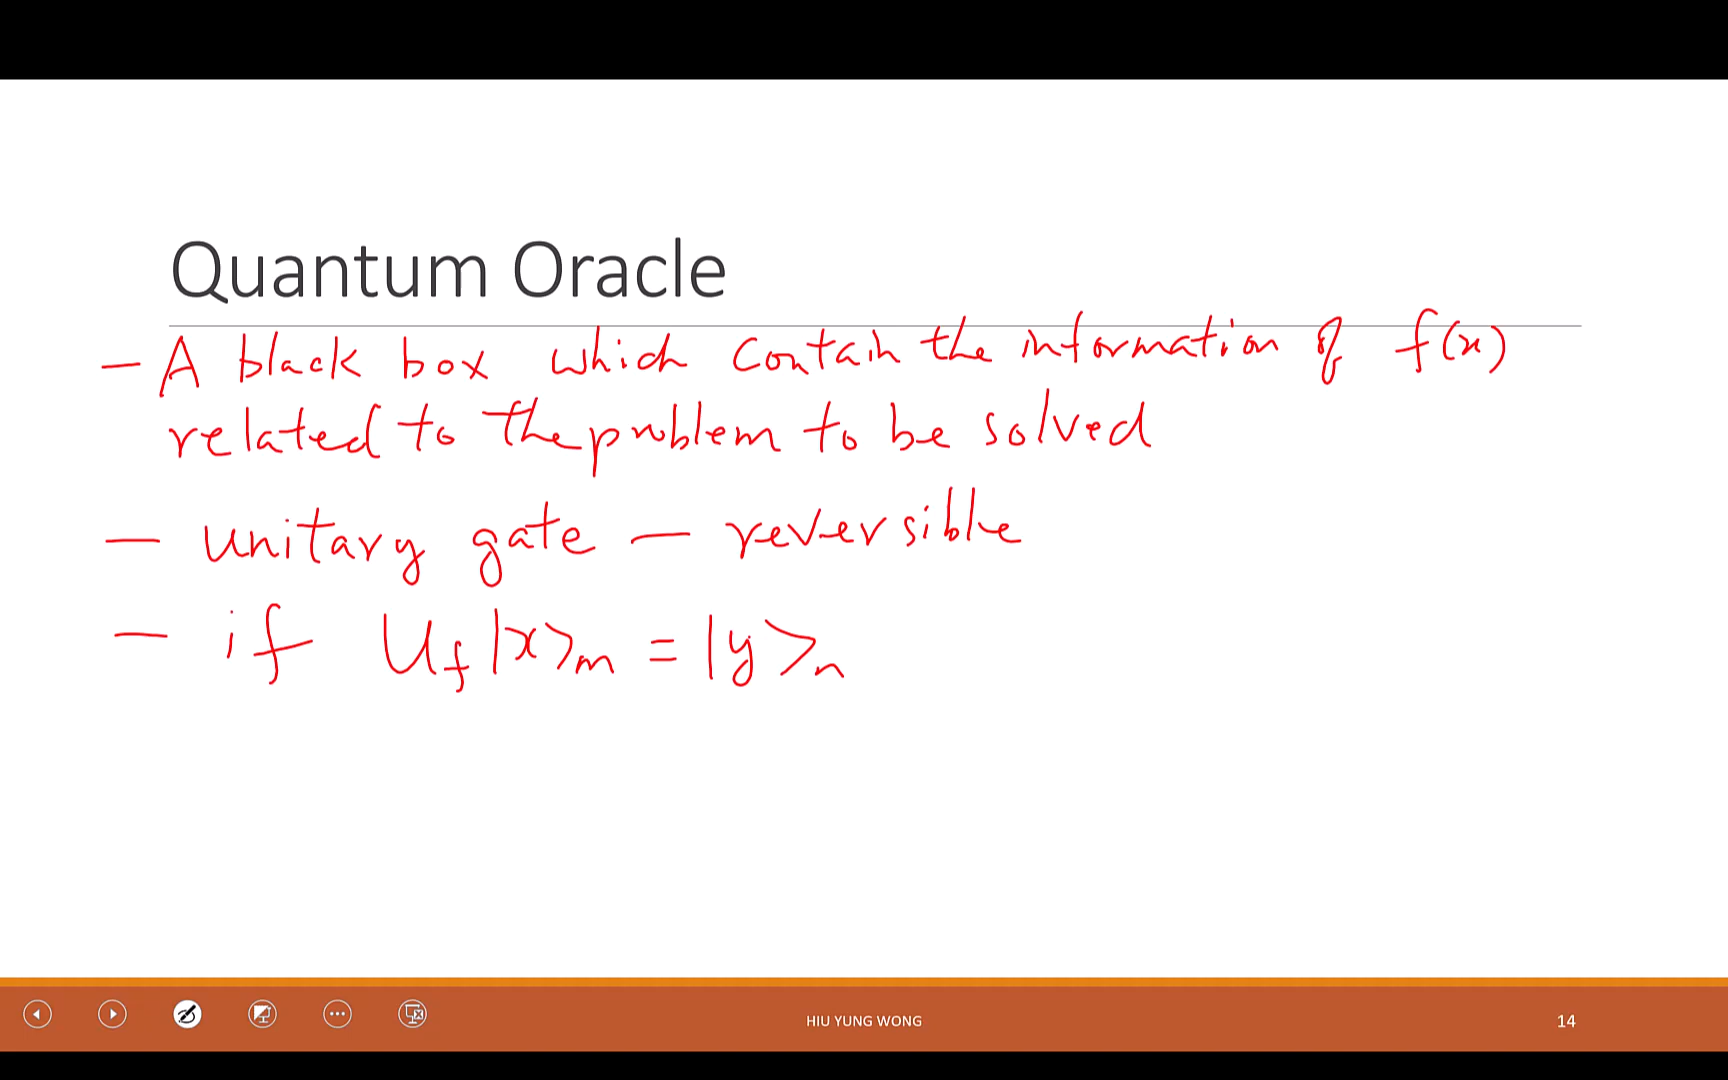 Quantum Oracle
— A black box which contain the information of f(x)
related to the problem to be solved
— unitary gate — reversible
— if U_f |x>_m = |y>_n
HIU YUNG WONG
14